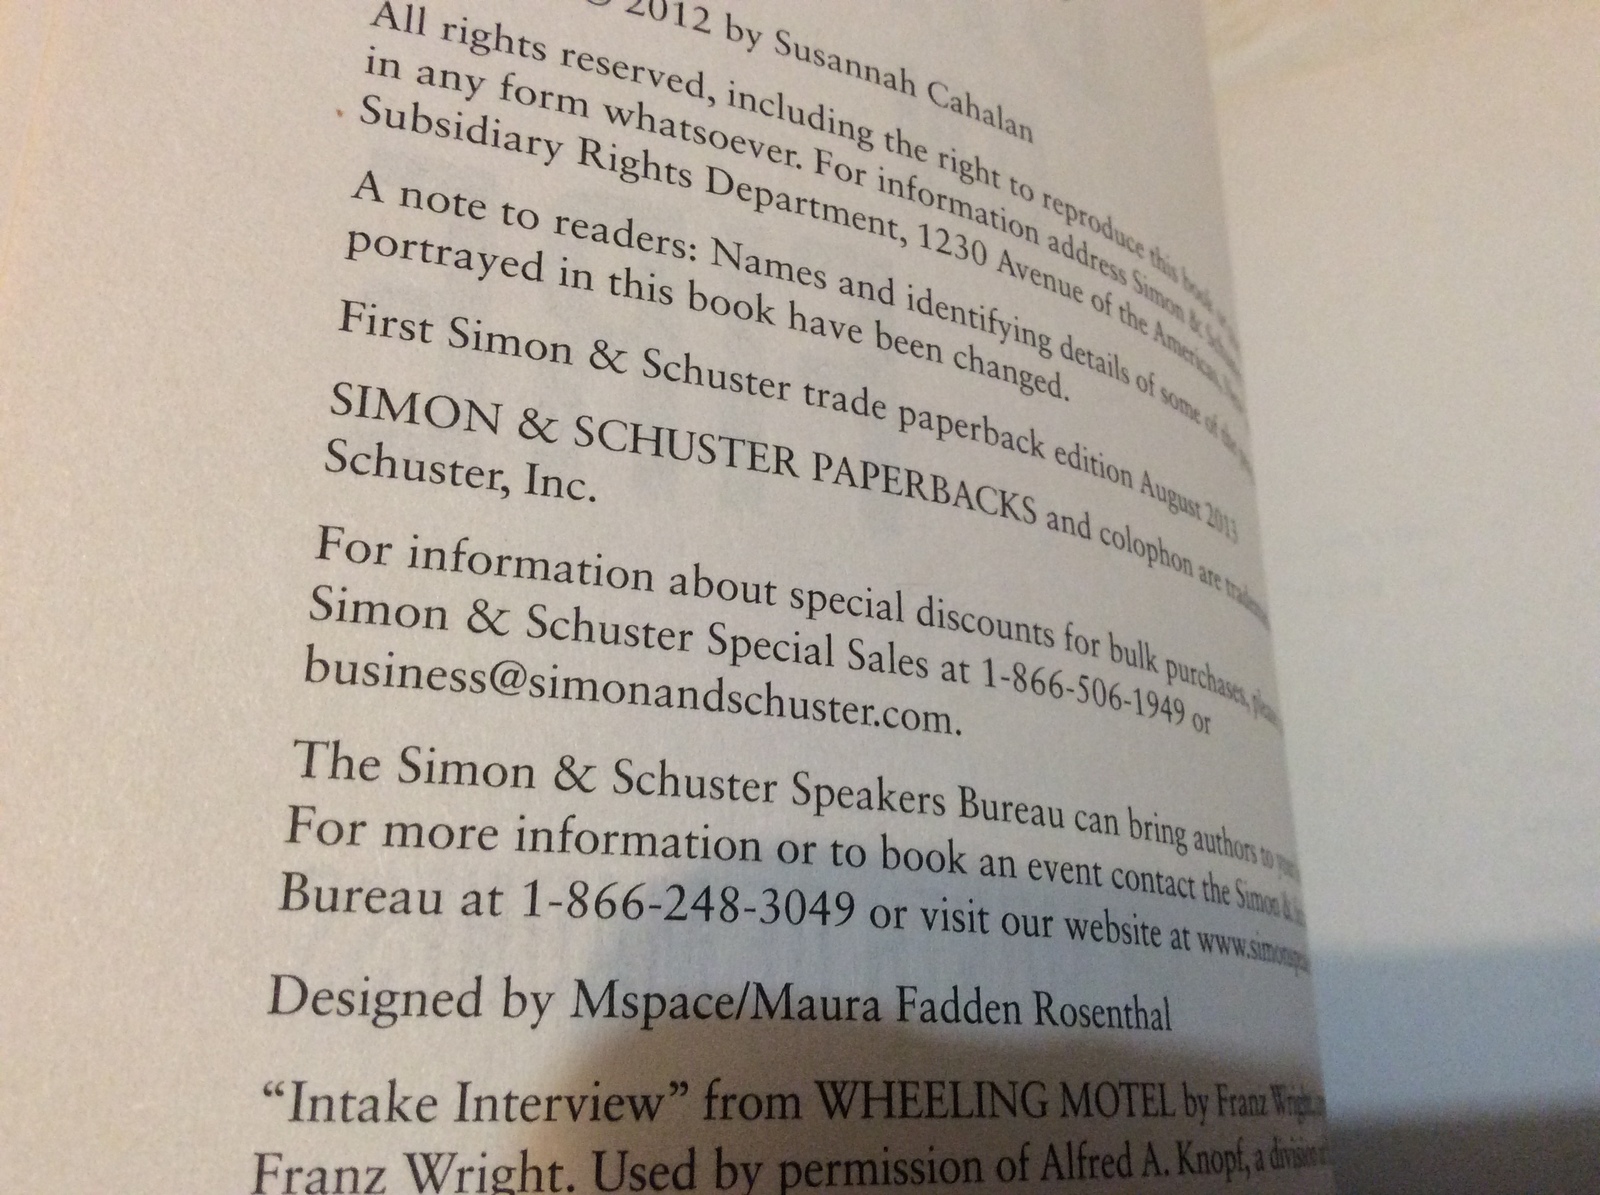 2012 by Susannah Cahalan
All rights reserved, including the right to reproduce this book
in any form whatsoever. For information address Simon & Schuster
Subsidiary Rights Department, 1230 Avenue of the Americas,
A note to readers: Names and identifying details of some of the
portrayed in this book have been changed.
First Simon & Schuster trade paperback edition August 2013
SIMON & SCHUSTER PAPERBACKS and colophon are
Schuster, Inc.
For information about special discounts for bulk purchases,
Simon & Schuster Special Sales at 1-866-506-1949 or
business@simonandschuster.com.
The Simon & Schuster Speakers Bureau can bring authors to
For more information or to book an event contact the Simon &
Bureau at 1-866-248-3049 or visit our website at
Designed by Mspace/Maura Fadden Rosenthal
“Intake Interview” from WHEELING MOTEL by Franz Wright
Franz Wright. Used by permission of Alfred A. Knopf, a division